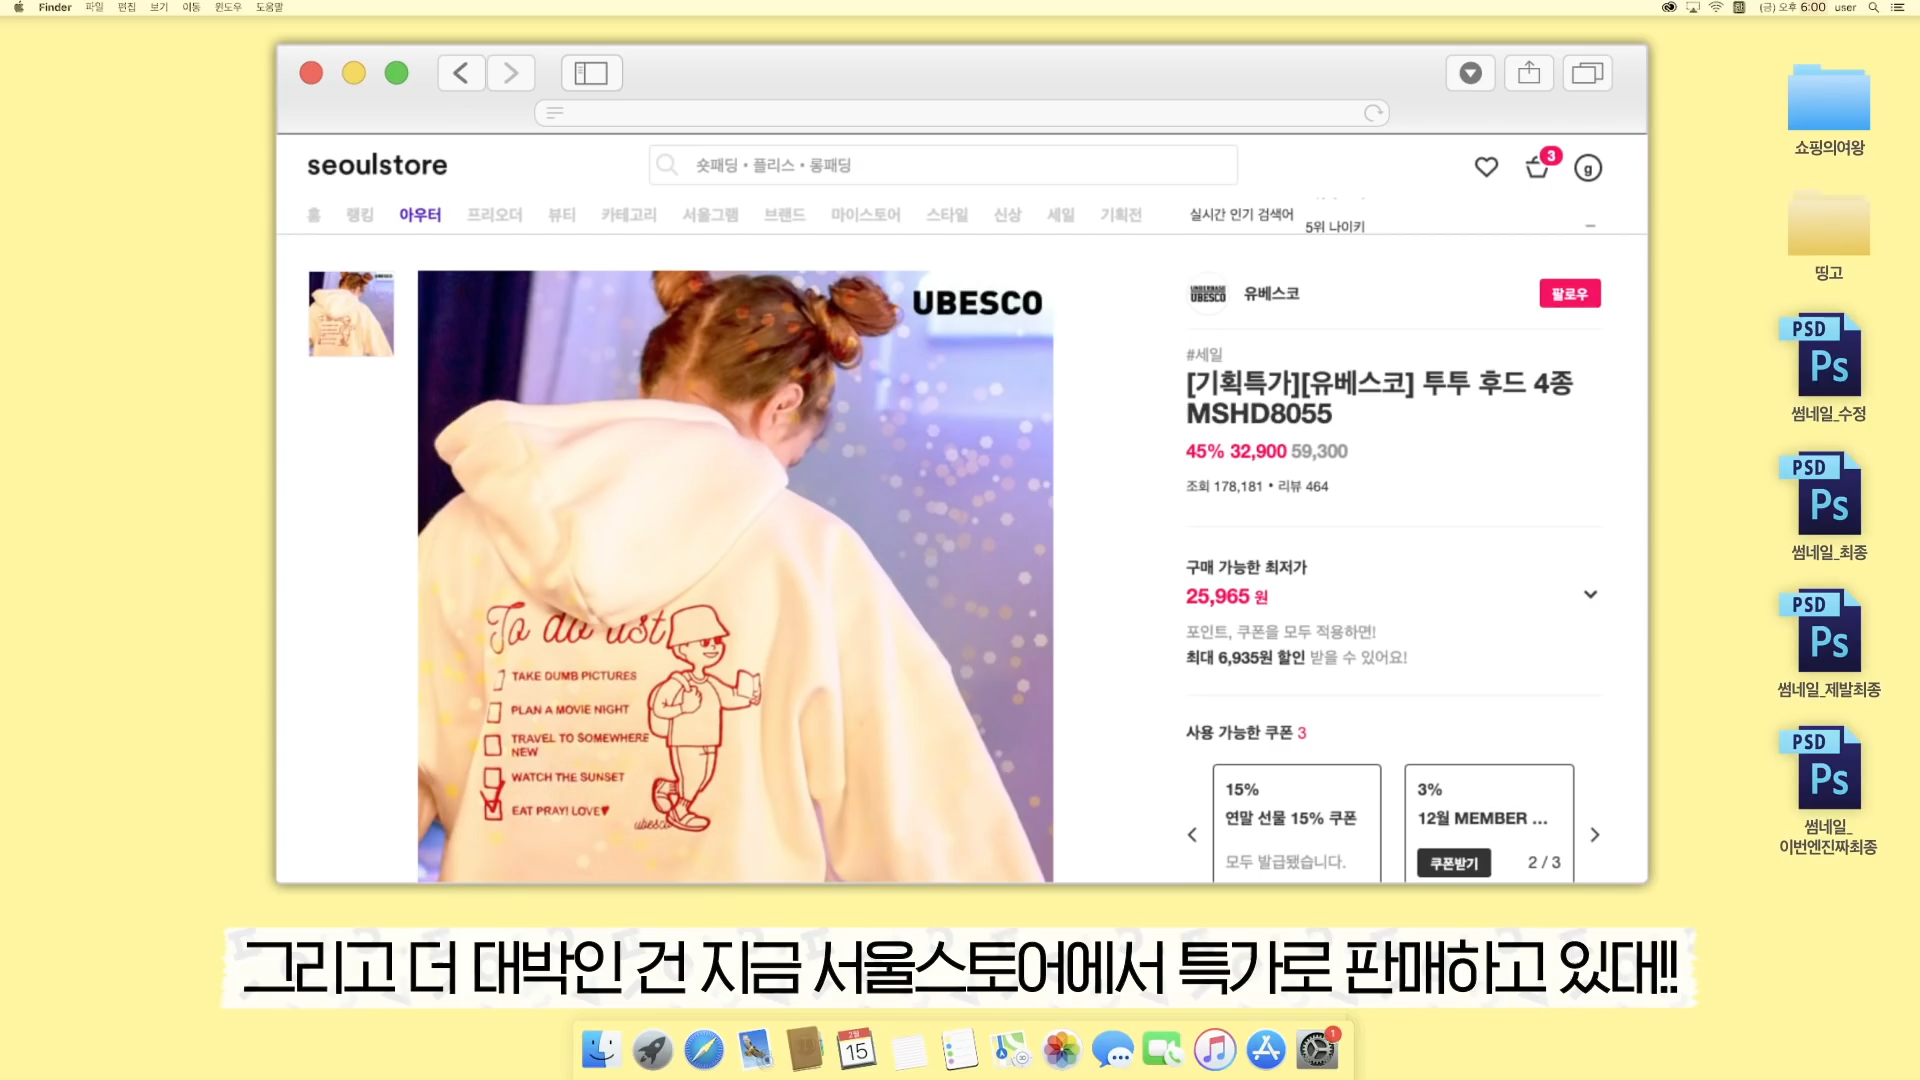 Finder 파일 편집 보기 이동 윈도우 도움말
(금) 오후 6:00 user
seoulstore
숏패딩 • 플리스 • 롱패딩
3
g
홈 랭킹 아우터 프리오더 뷰티 카테고리 서울그램 브랜드 마이스토어 스타일 신상 세일 기획전
실시간 인기 검색어
5위 나이키
UBESCO
UBESCO
유베스코
팔로우
#세일
[기획특가][유베스코] 투투 후드 4종
MSHD8055
45% 32,900 59,300
조회 178,181 • 리뷰 464
구매 가능한 최저가
25,965 원
포인트, 쿠폰을 모두 적용하면!
최대 6,935원 할인 받을 수 있어요!
사용 가능한 쿠폰 3
15%
연말 선물 15% 쿠폰
모두 발급됐습니다.
3%
12월 MEMBER ...
쿠폰받기 2 / 3
To do list
TAKE DUMB PICTURES
PLAN A MOVIE NIGHT
TRAVEL TO SOMEWHERE
NEW
WATCH THE SUNSET
EAT PRAY! LOVE♥
ubesco
쇼핑의여왕
띵고
PSD
Ps
썸네일_수정
PSD
Ps
썸네일_최종
PSD
Ps
썸네일_제발최종
PSD
Ps
썸네일_
이번엔진짜최종
그리고 더 대박인 건 지금 서울스토어에서 특가로 판매하고 있대!!
2월
15
1